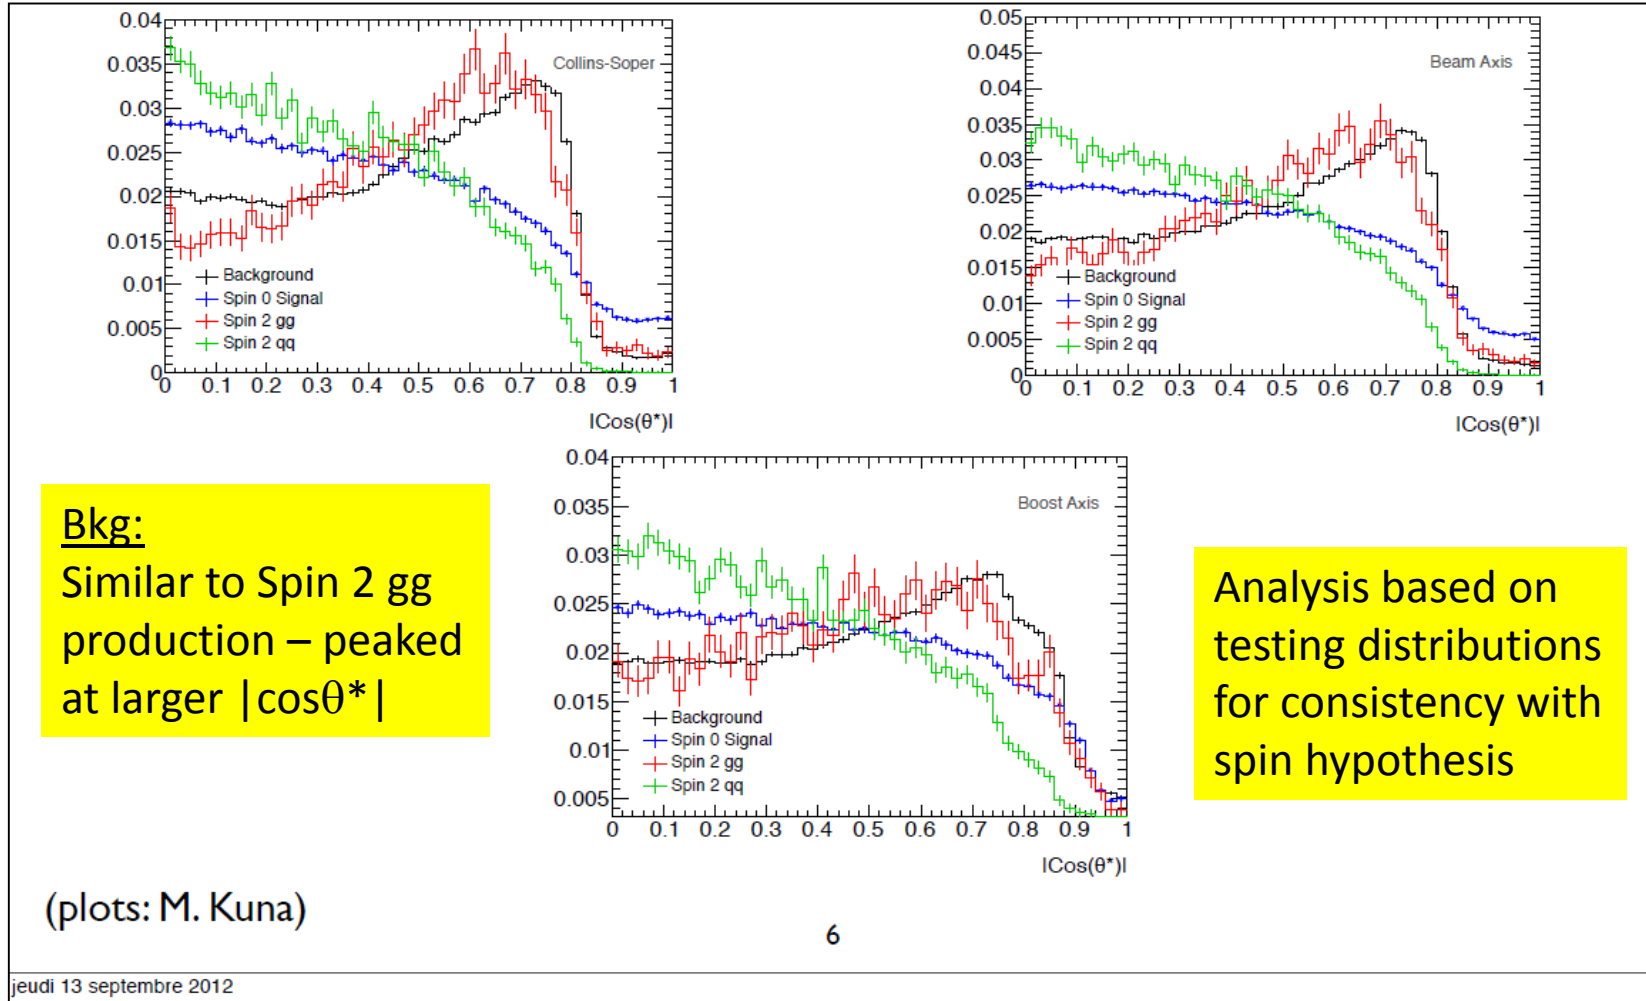 0.04
0.035
0.03
0.025
0.02
0.015
0.01
0.005
0
Collins-Soper
Background
Spin 0 Signal
Spin 2 gg
Spin 2 qq
0 0.1 0.2 0.3 0.4 0.5 0.6 0.7 0.8 0.9 1
|Cos(θ*)|
0.05
0.045
0.04
0.035
0.03
0.025
0.02
0.015
0.01
0.005
0
Beam Axis
Background
Spin 0 Signal
Spin 2 gg
Spin 2 qq
0 0.1 0.2 0.3 0.4 0.5 0.6 0.7 0.8 0.9 1
|Cos(θ*)|
0.04
0.035
0.03
0.025
0.02
0.015
0.01
0.005
Boost Axis
Background
Spin 0 Signal
Spin 2 gg
Spin 2 qq
0 0.1 0.2 0.3 0.4 0.5 0.6 0.7 0.8 0.9 1
|Cos(θ*)|
Bkg:
Similar to Spin 2 gg
production – peaked
at larger |cosθ*|
Analysis based on
testing distributions
for consistency with
spin hypothesis
(plots: M. Kuna)
6
jeudi 13 septembre 2012